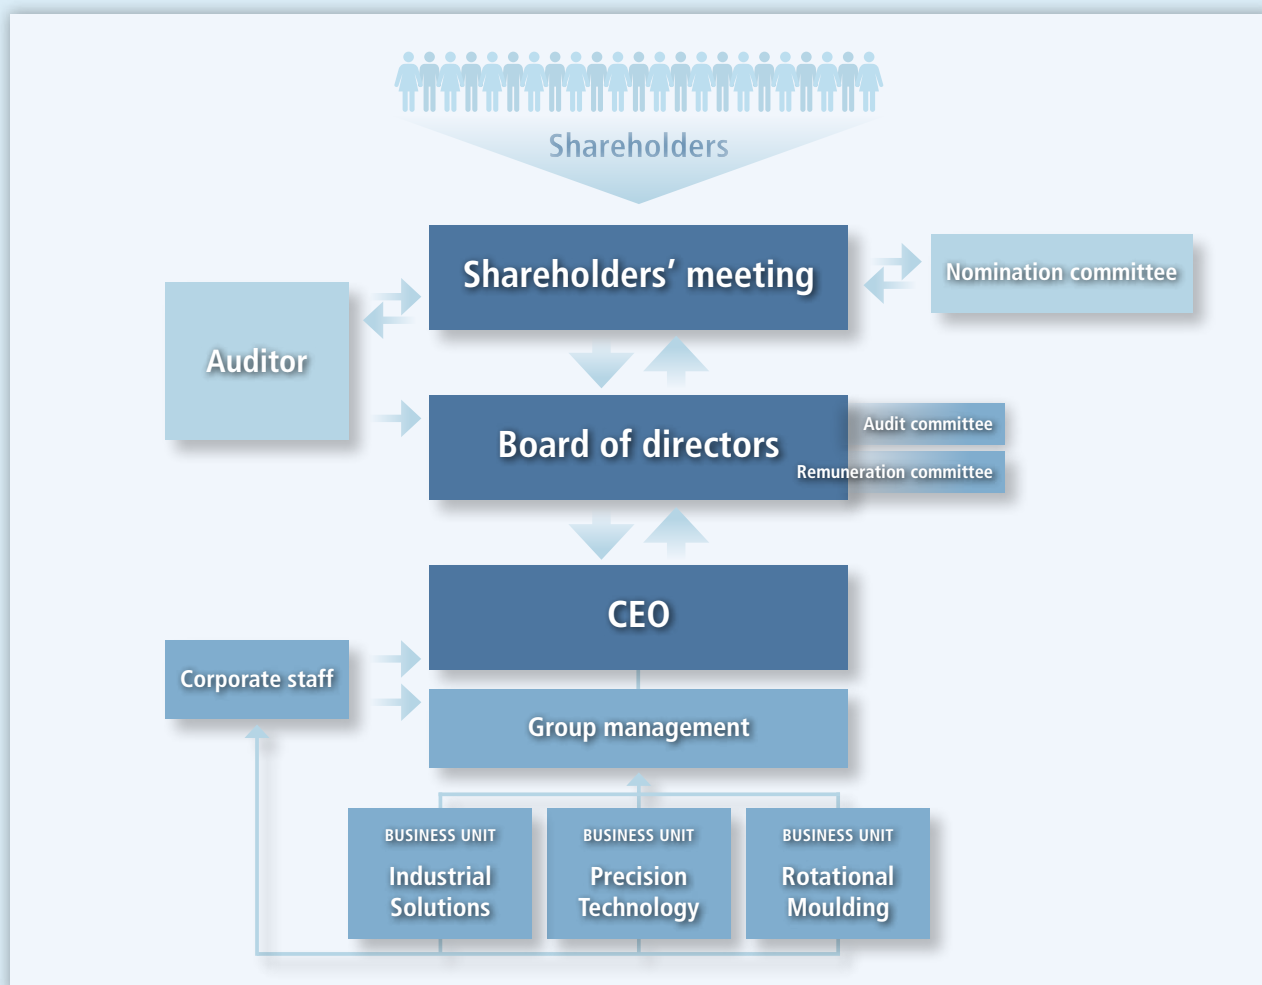 Shareholders
Shareholders’ meeting
Nomination committee
Auditor
Board of directors
Audit committee
Remuneration committee
CEO
Corporate staff
Group management
BUSINESS UNIT
Industrial
Solutions
BUSINESS UNIT
Precision
Technology
BUSINESS UNIT
Rotational
Moulding